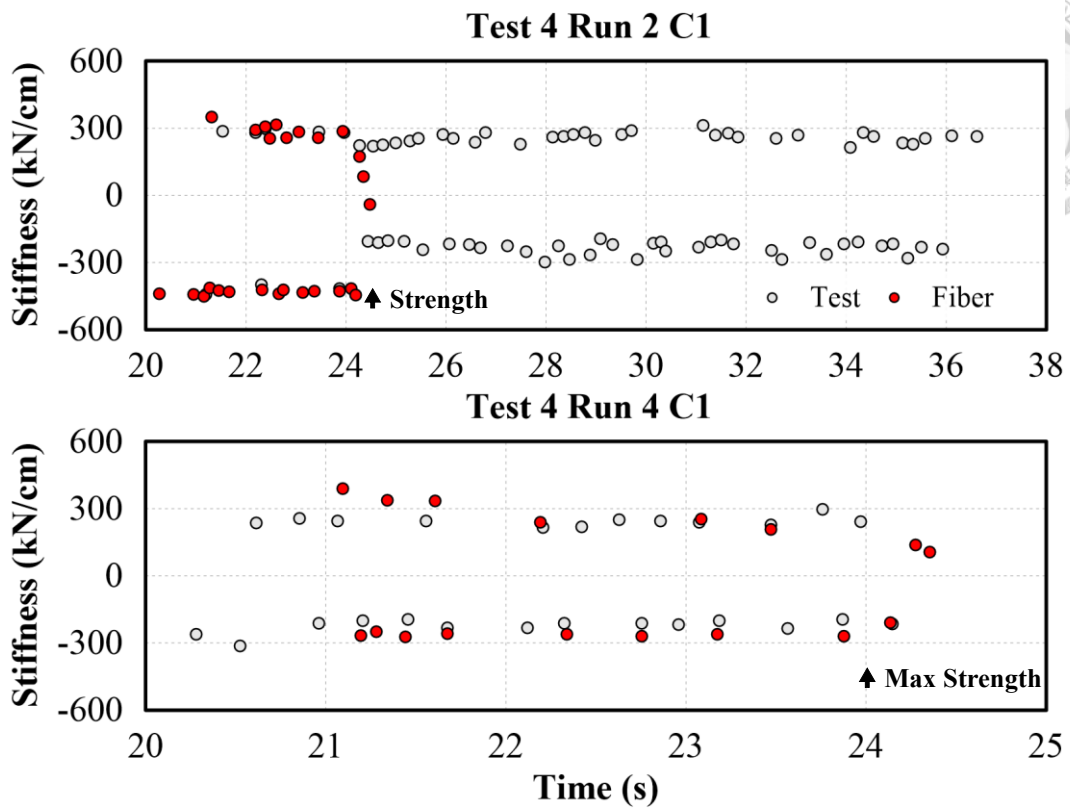 Test 4 Run 2 C1
Stiffness (kN/cm)
600
300
0
-300
-600
Strength
Test
Fiber
20 22 24 26 28 30 32 34 36 38
Test 4 Run 4 C1
Stiffness (kN/cm)
600
300
0
-300
-600
Max Strength
20 21 22 23 24 25
Time (s)